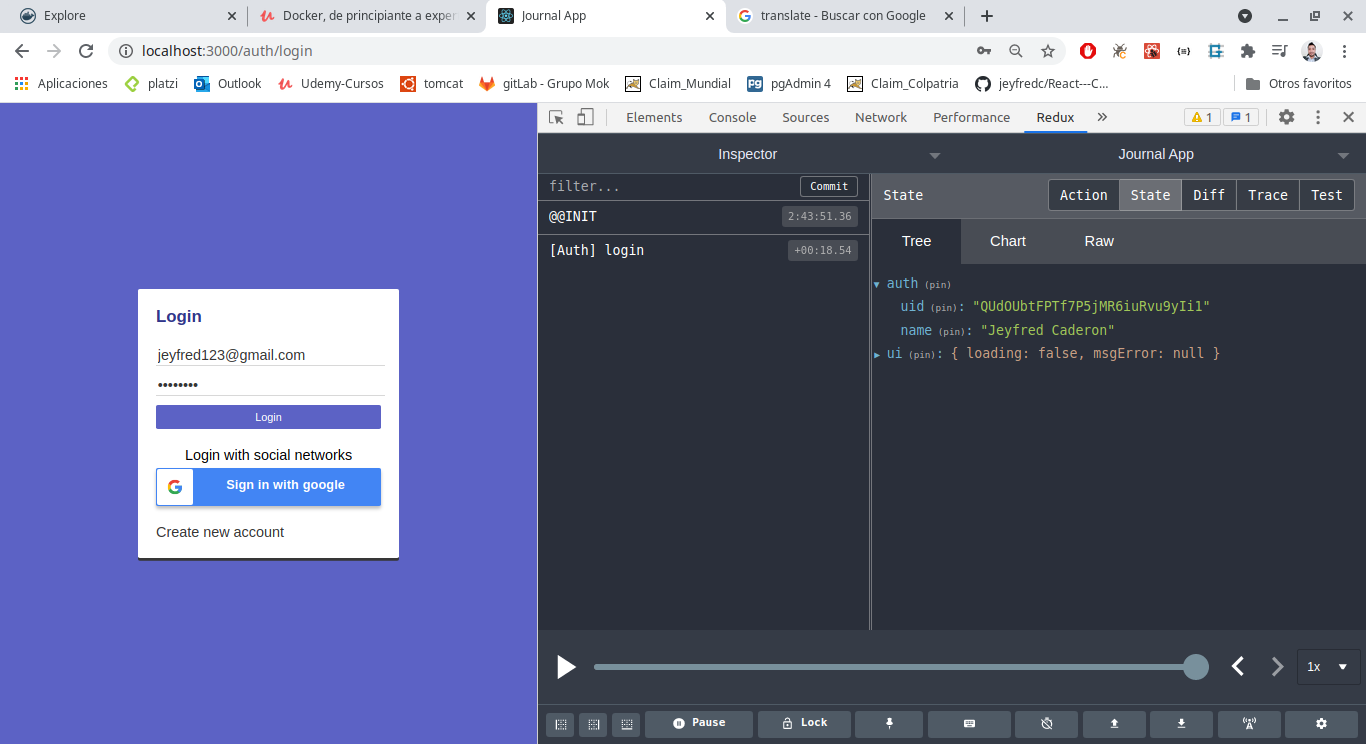 Explore
Docker, de principiante a exper
Journal App
translate - Buscar con Google
localhost:3000/auth/login
Aplicaciones
platzi
Outlook
Udemy-Cursos
tomcat
gitLab - Grupo Mok
Claim_Mundial
pgAdmin 4
Claim_Colpatria
jeyfredc/React---C...
Otros favoritos
Elements
Console
Sources
Network
Performance
Redux
1
1
Inspector
Journal App
filter...
Commit
@@INIT
2:43:51.36
[Auth] login
+00:18.54
State
Action
State
Diff
Trace
Test
Tree
Chart
Raw
auth (pin)
uid (pin): "QUdOUbtFPTf7P5jMR6iuRvu9yIi1"
name (pin): "Jeyfred Caderon"
ui (pin): { loading: false, msgError: null }
Login
jeyfred123@gmail.com
••••••••
Login
Login with social networks
Sign in with google
Create new account
1x
Pause
Lock